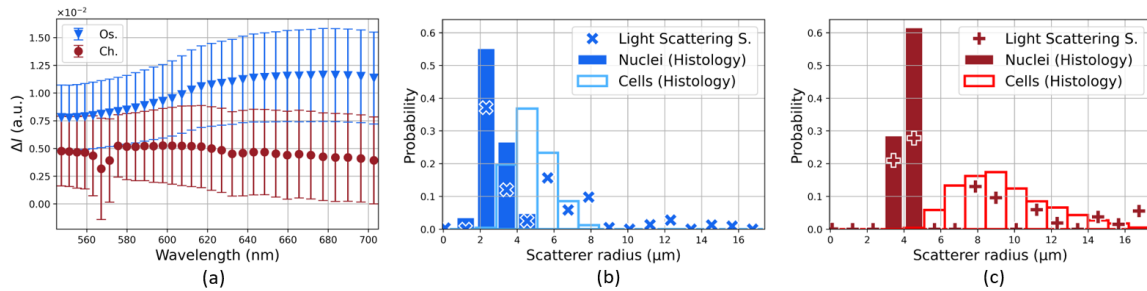 ×10⁻²
1.50
1.25
1.00
0.75
0.50
0.25
0.00
ΔI (a.u.)
Os.
Ch.
560 580 600 620 640 660 680 700
Wavelength (nm)
(a)
0.6
0.5
0.4
0.3
0.2
0.1
0.0
Probability
Light Scattering S.
Nuclei (Histology)
Cells (Histology)
0 2 4 6 8 10 12 14 16
Scatterer radius (μm)
(b)
0.6
0.5
0.4
0.3
0.2
0.1
0.0
Probability
Light Scattering S.
Nuclei (Histology)
Cells (Histology)
0 2 4 6 8 10 12 14 16
Scatterer radius (μm)
(c)